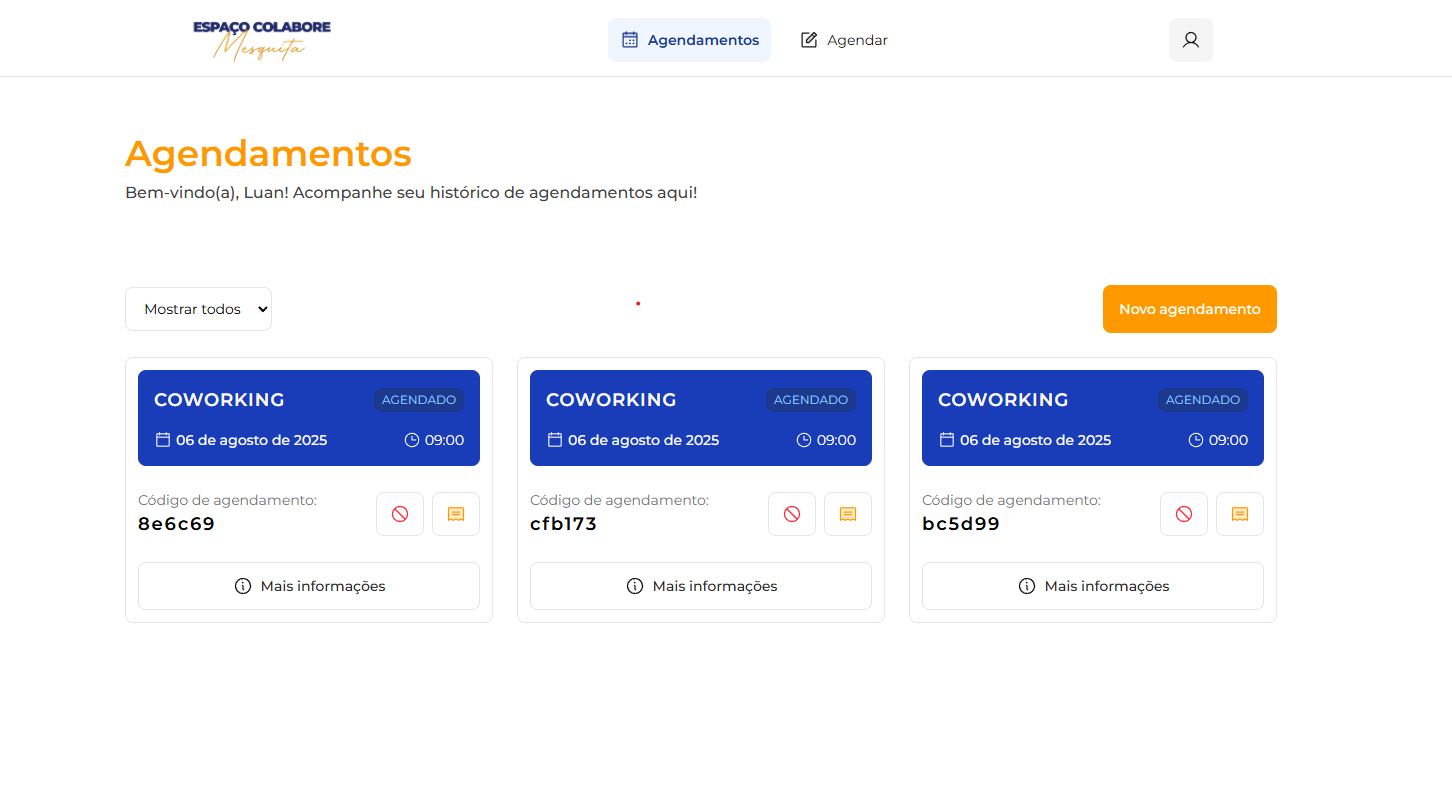 ESPAÇO COLABORE
Mesquita
Agendamentos
Agendar
Agendamentos
Bem-vindo(a), Luan! Acompanhe seu histórico de agendamentos aqui!
Mostrar todos
Novo agendamento
COWORKING AGENDADO
06 de agosto de 2025 09:00
Código de agendamento:
8e6c69
Mais informações
COWORKING AGENDADO
06 de agosto de 2025 09:00
Código de agendamento:
cfb173
Mais informações
COWORKING AGENDADO
06 de agosto de 2025 09:00
Código de agendamento:
bc5d99
Mais informações